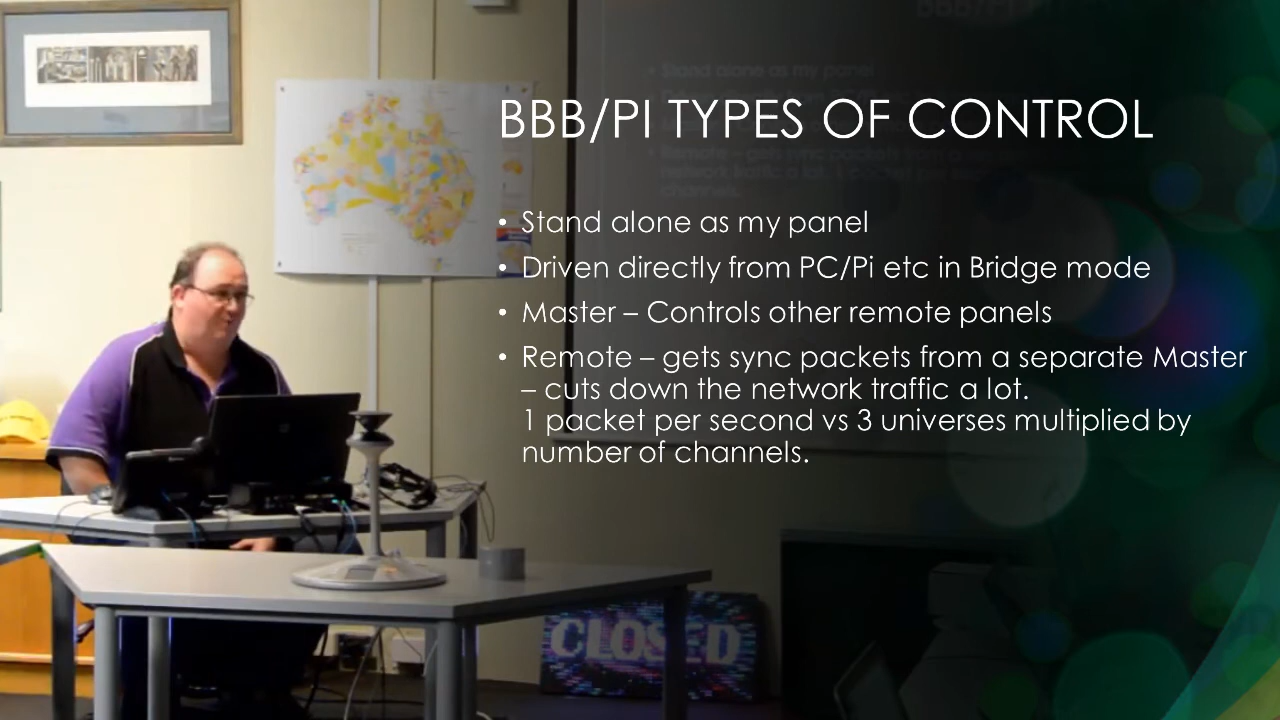 BBB/PI TYPES OF CONTROL
• Stand alone as my panel
• Driven directly from PC/Pi etc in Bridge mode
• Master – Controls other remote panels
• Remote – gets sync packets from a separate Master
– cuts down the network traffic a lot.
1 packet per second vs 3 universes multiplied by
number of channels.
CLOSED